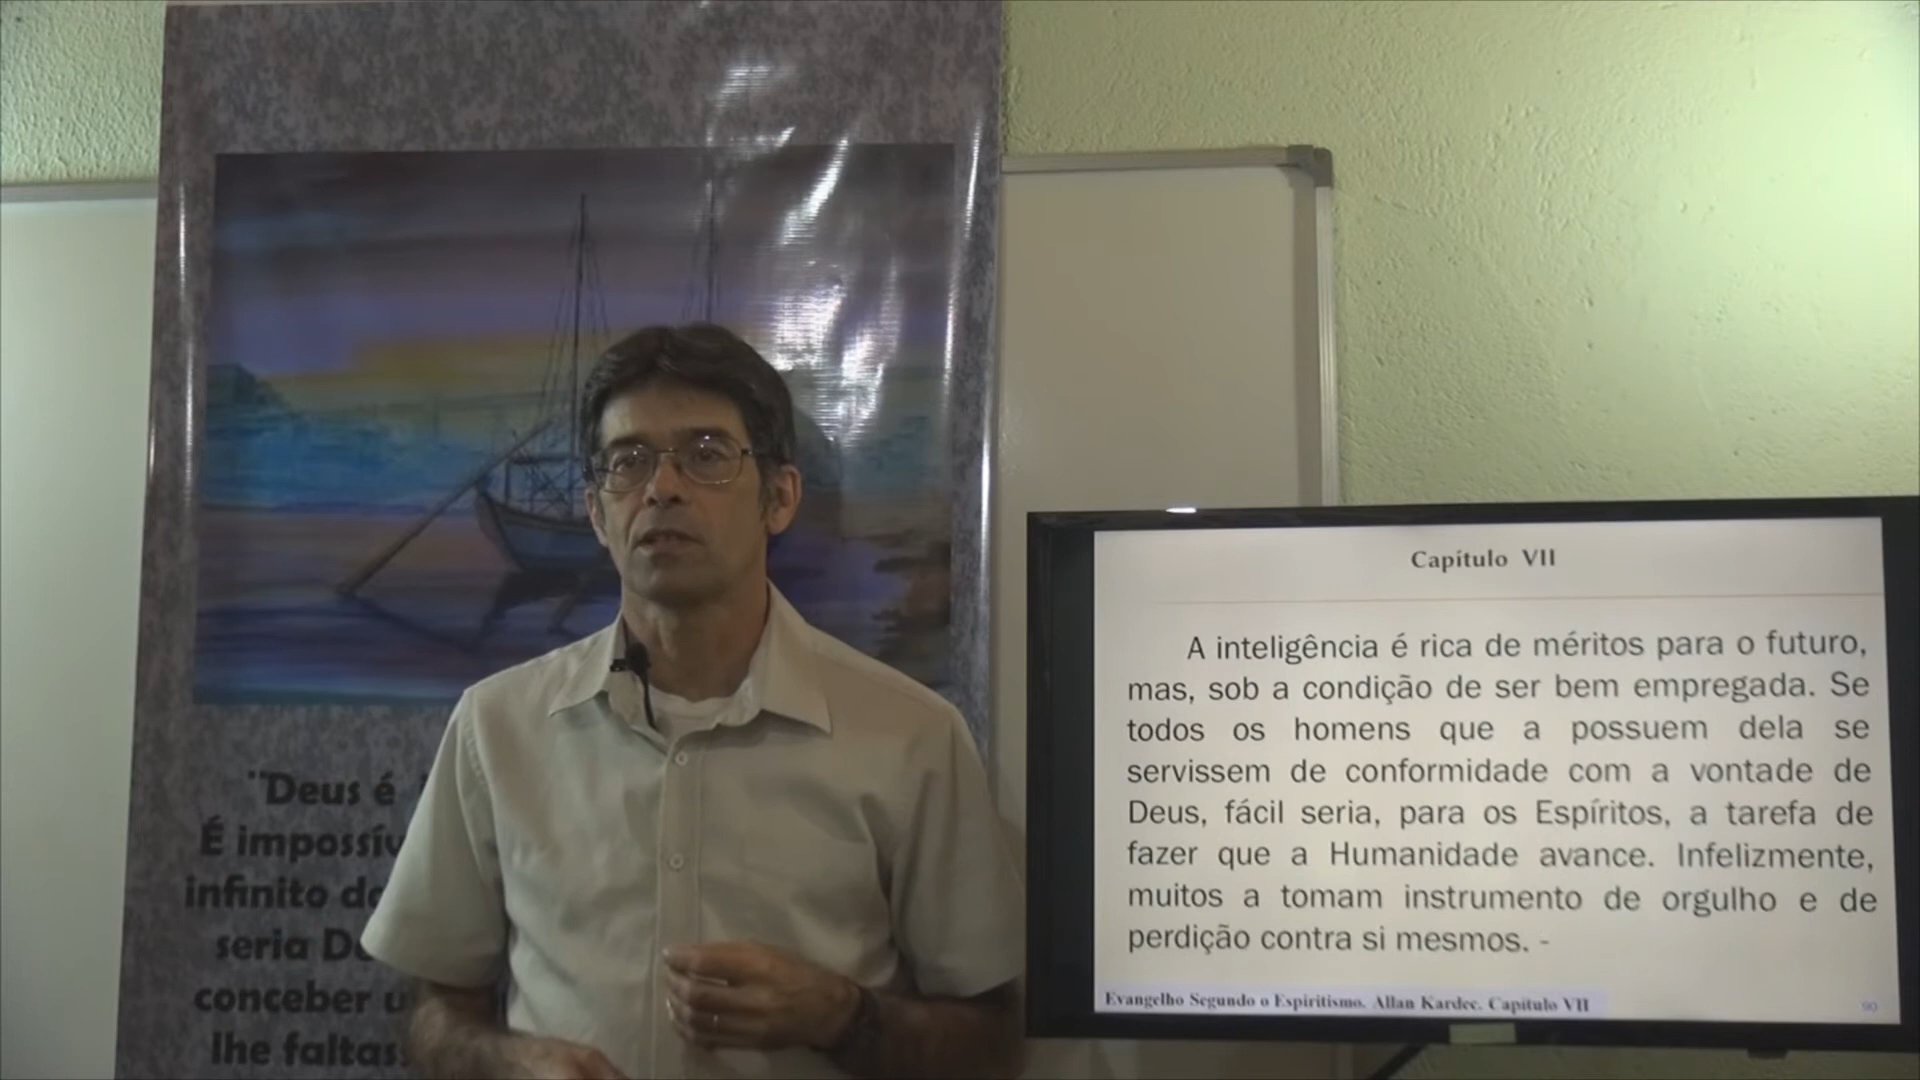 "Deus é
É impossív
infinito da
seria De
conceber u
lhe faltas
Capítulo VII
A inteligência é rica de méritos para o futuro,
mas, sob a condição de ser bem empregada. Se
todos os homens que a possuem dela se
servissem de conformidade com a vontade de
Deus, fácil seria, para os Espíritos, a tarefa de
fazer que a Humanidade avance. Infelizmente,
muitos a tomam instrumento de orgulho e de
perdição contra si mesmos. -
Evangelho Segundo o Espiritismo. Allan Kardec. Capítulo VII
90